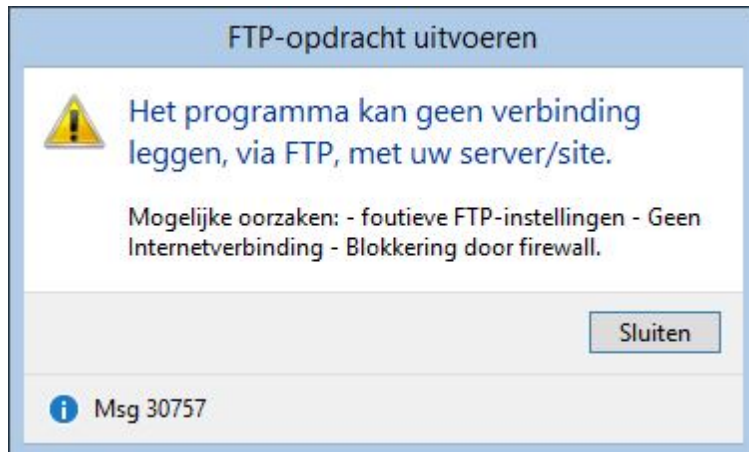 FTP-opdracht uitvoeren
Het programma kan geen verbinding
leggen, via FTP, met uw server/site.
Mogelijke oorzaken: - foutieve FTP-instellingen - Geen
Internetverbinding - Blokkering door firewall.
Sluiten
Msg 30757